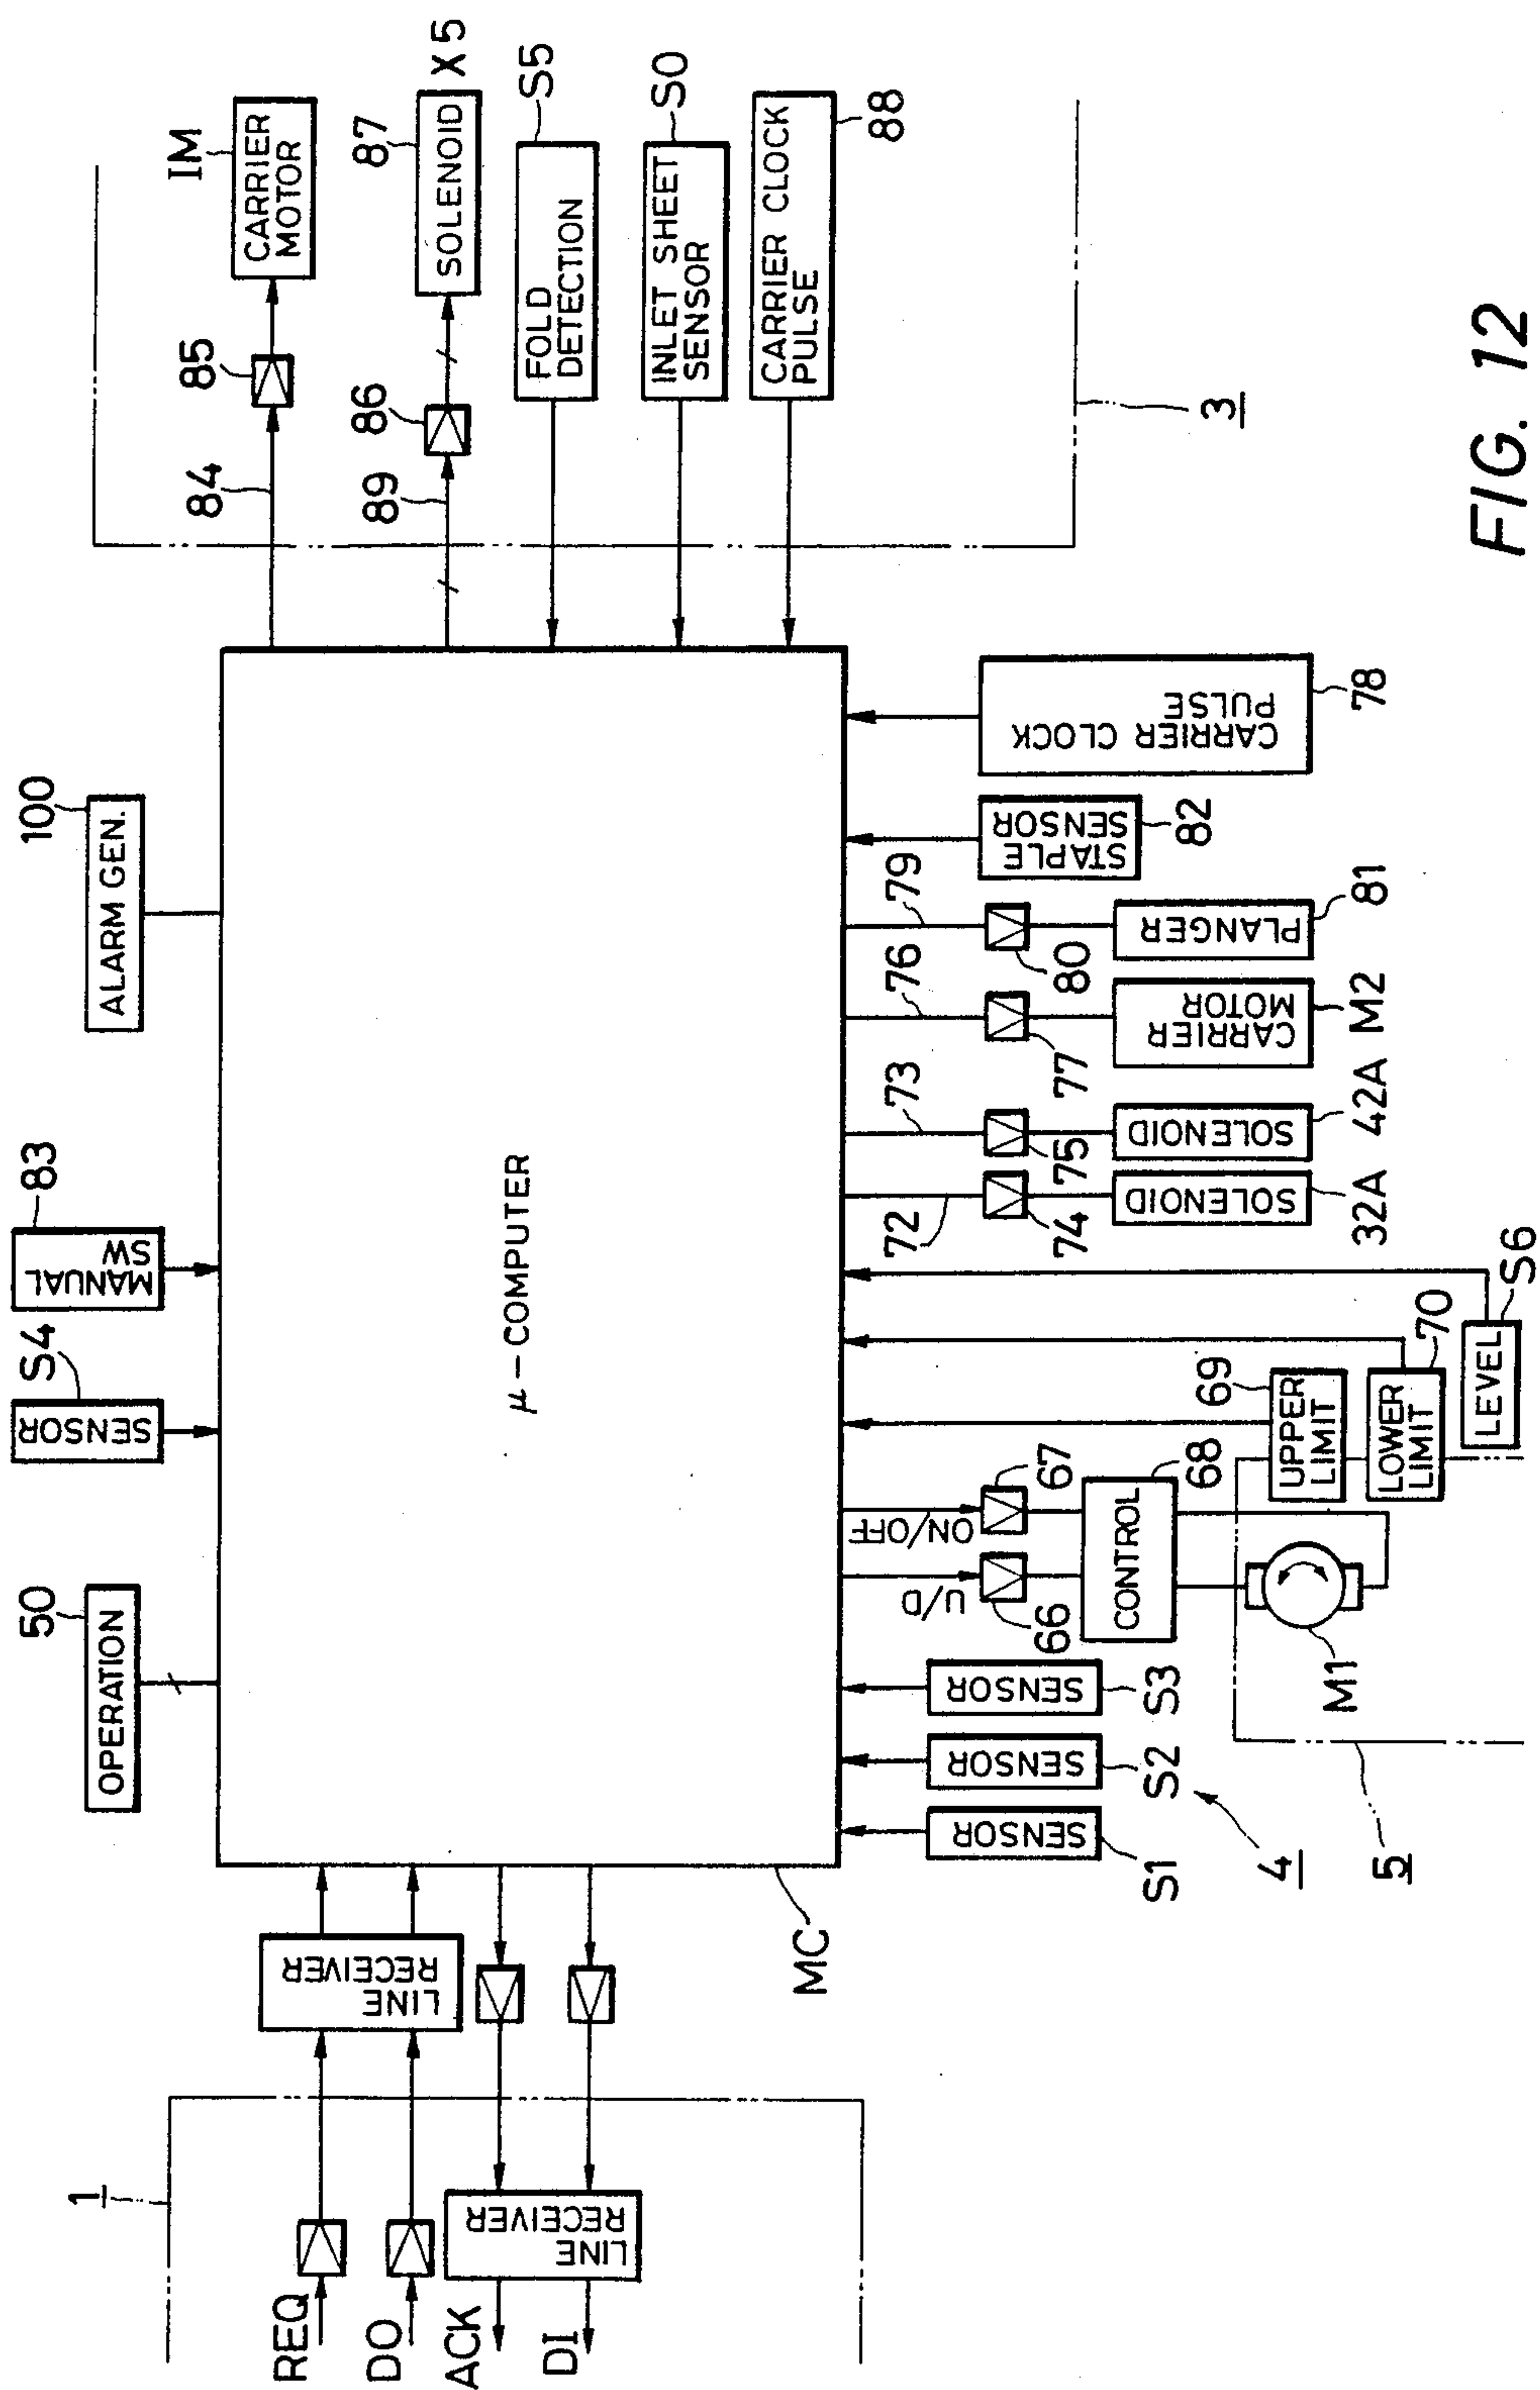 1
REQ
DO
ACK
DI
LINE
RECEIVER
LINE
RECEIVER
MC
50
OPERATION
S4
SENSOR
83
MANUAL
SW
100
ALARM GEN.
μ-COMPUTER
IM
CARRIER
MOTOR
85
84
87
SOLENOID
X5
86
89
S5
FOLD
DETECTION
S0
INLET SHEET
SENSOR
CARRIER CLOCK
PULSE
88
3
S1
SENSOR
S2
SENSOR
S3
SENSOR
4
U/D
66
ON/OFF
67
CONTROL
68
M1
5
UPPER
LIMIT
69
LOWER
LIMIT
70
LEVEL
S6
72
74
SOLENOID
32A
73
75
SOLENOID
42A
76
77
CARRIER
MOTOR
M2
79
80
PLANGER
81
STAPLE
SENSOR
82
CARRIER CLOCK
PULSE
78
FIG. 12